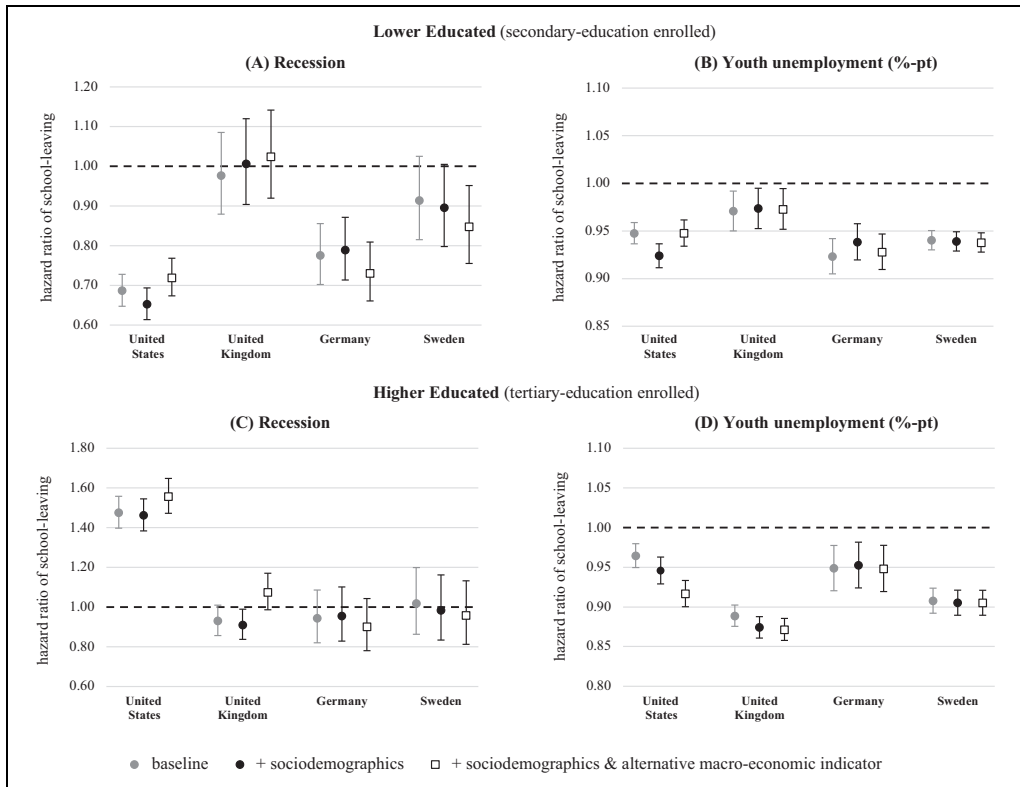 Lower Educated (secondary-education enrolled)
(A) Recession
hazard ratio of school-leaving
1.20
1.10
1.00
0.90
0.80
0.70
0.60
United States
United Kingdom
Germany
Sweden
(B) Youth unemployment (%-pt)
hazard ratio of school-leaving
1.10
1.05
1.00
0.95
0.90
0.85
United States
United Kingdom
Germany
Sweden
Higher Educated (tertiary-education enrolled)
(C) Recession
hazard ratio of school-leaving
1.80
1.60
1.40
1.20
1.00
0.80
0.60
United States
United Kingdom
Germany
Sweden
(D) Youth unemployment (%-pt)
hazard ratio of school-leaving
1.10
1.05
1.00
0.95
0.90
0.85
0.80
United States
United Kingdom
Germany
Sweden
baseline
+ sociodemographics
+ sociodemographics & alternative macro-economic indicator